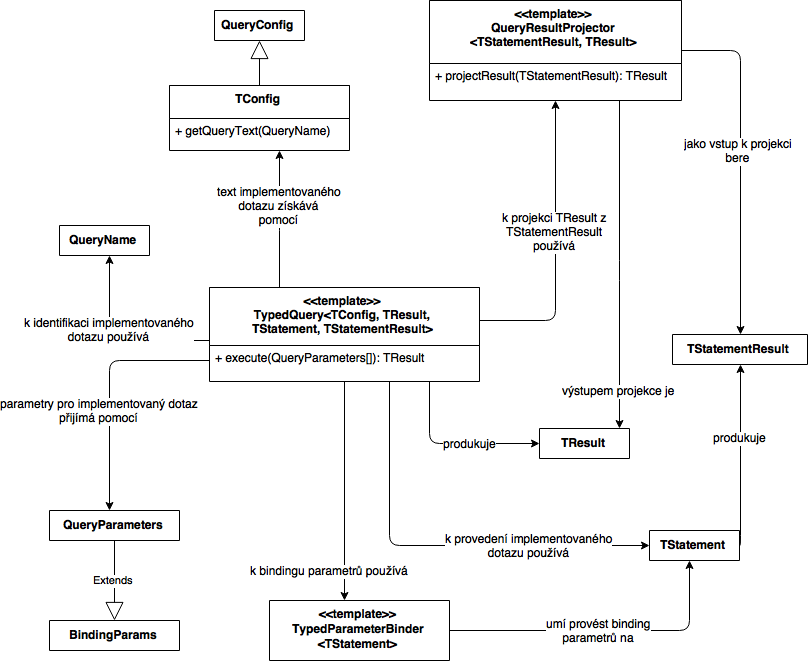 QueryConfig
<<template>>
QueryResultProjector
<TStatementResult, TResult>
+ projectResult(TStatementResult): TResult
TConfig
+ getQueryText(QueryName)
jako vstup k projekci
bere
text implementovaného
dotazu získává
pomocí
k projekci TResult z
TStatementResult
používá
QueryName
<<template>>
TypedQuery<TConfig, TResult,
TStatement, TStatementResult>
+ execute(QueryParameters[]): TResult
k identifikaci implementovaného
dotazu používá
TStatementResult
parametry pro implementovaný dotaz
přijímá pomocí
výstupem projekce je
produkuje
TResult
produkuje
QueryParameters
k provedení implementovaného
dotazu používá
TStatement
Extends
k bindingu parametrů používá
BindingParams
<<template>>
TypedParameterBinder
<TStatement>
umí provést binding
parametrů na